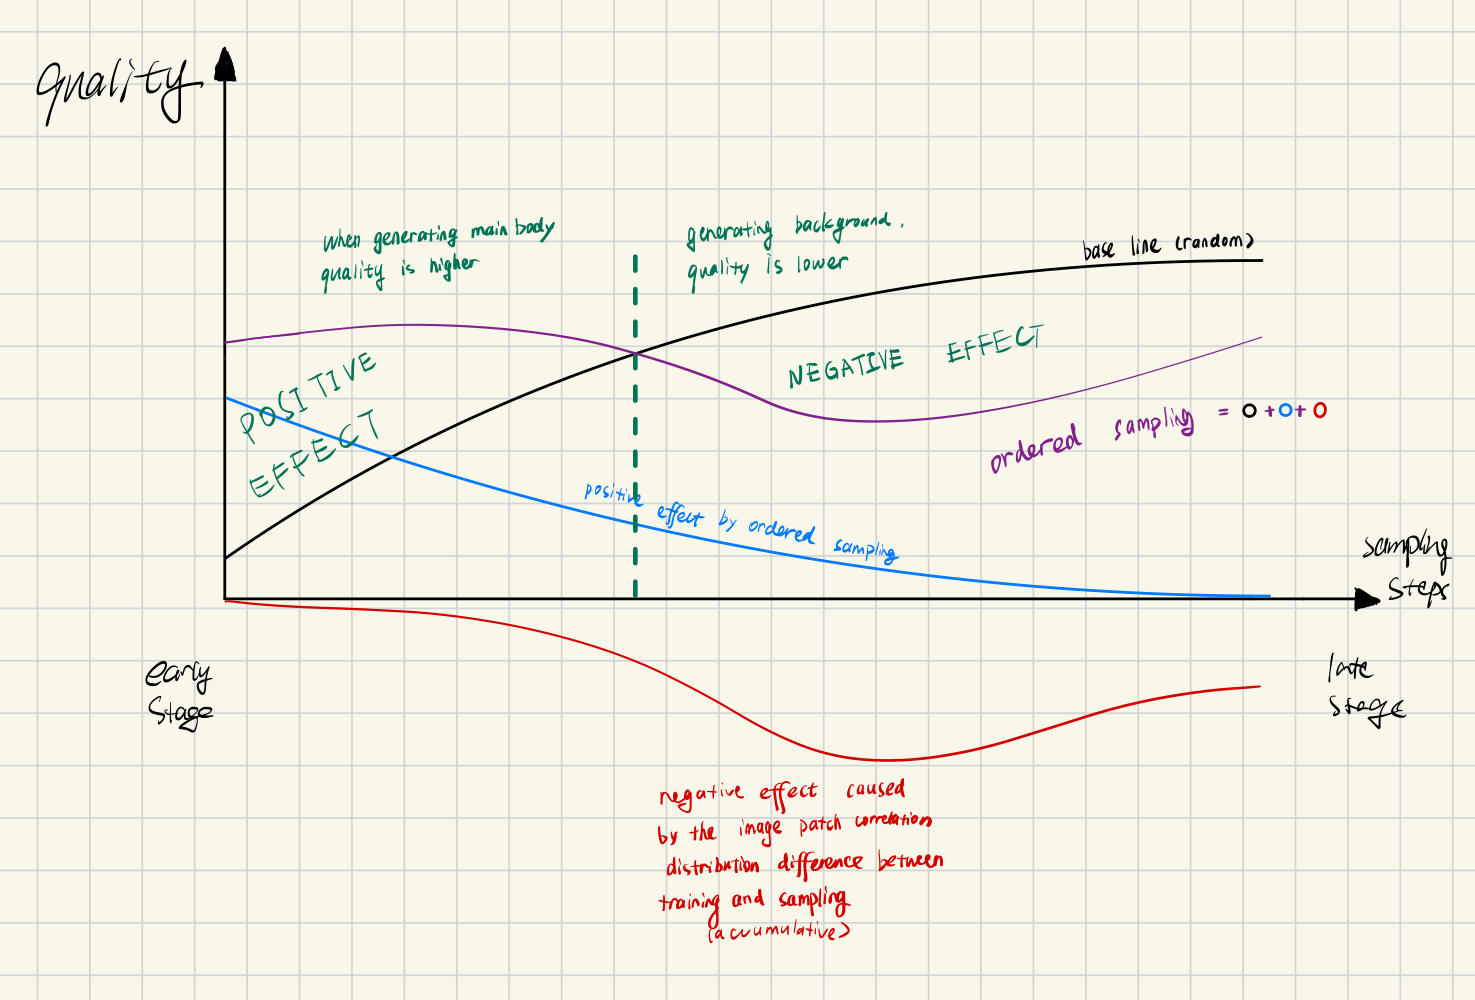 quality
when generating main body
quality is higher
generating background.
quality is lower
base line (random)
POSITIVE
EFFECT
NEGATIVE EFFECT
ordered sampling = O + O + O
positive effect by ordered sampling
sampling
steps
early
stage
late
stage
negative effect caused
by the image patch correlation
distribution difference between
training and sampling
(accumulative)